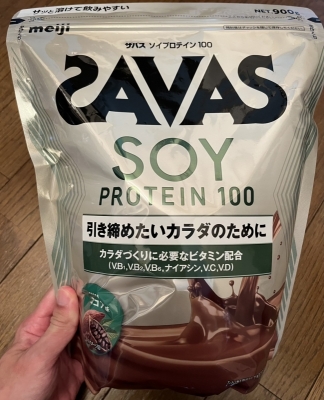 サッと溶けて飲みやすい
meiji
NET 900g
ザバス ソイプロテイン100
SAVAS
SOY
PROTEIN 100
引き締めたいカラダのために
カラダづくりに必要なビタミン配合
(V.B₁,V.B₂,V.B₆,ナイアシン,V.C,V.D)
ココア味